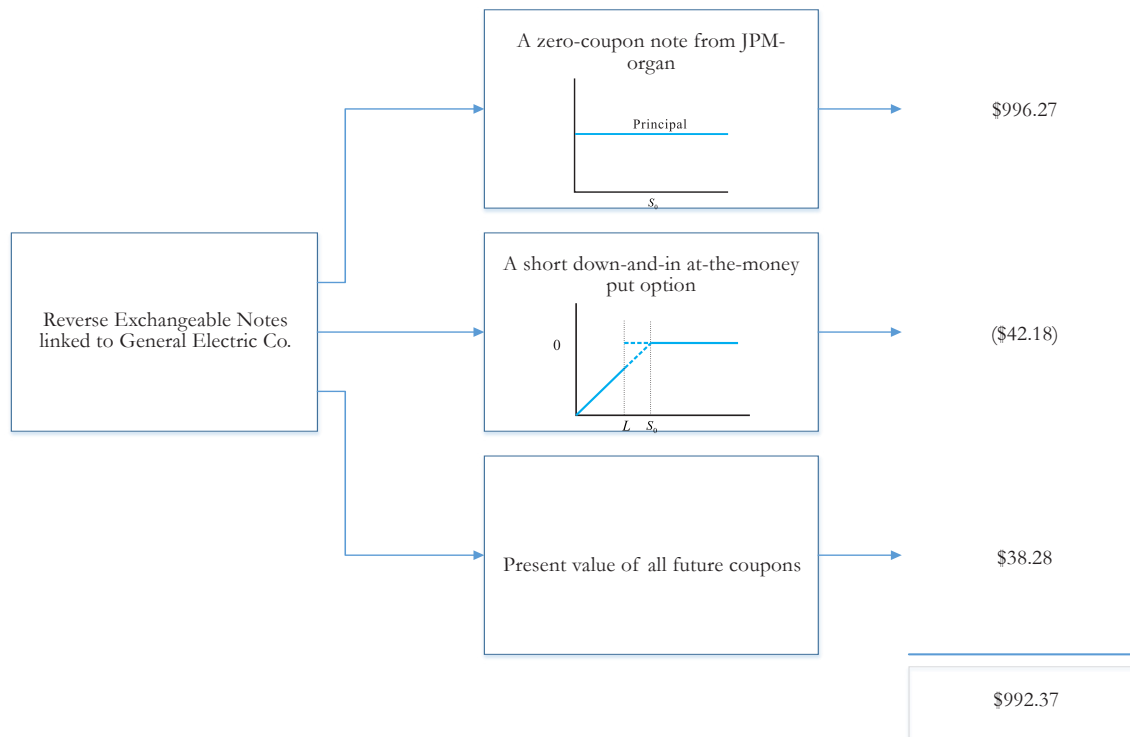 A zero-coupon note from JPM-
organ
Principal
S₀
$996.27
Reverse Exchangeable Notes
linked to General Electric Co.
A short down-and-in at-the-money
put option
0
L S₀
($42.18)
Present value of all future coupons
$38.28
$992.37